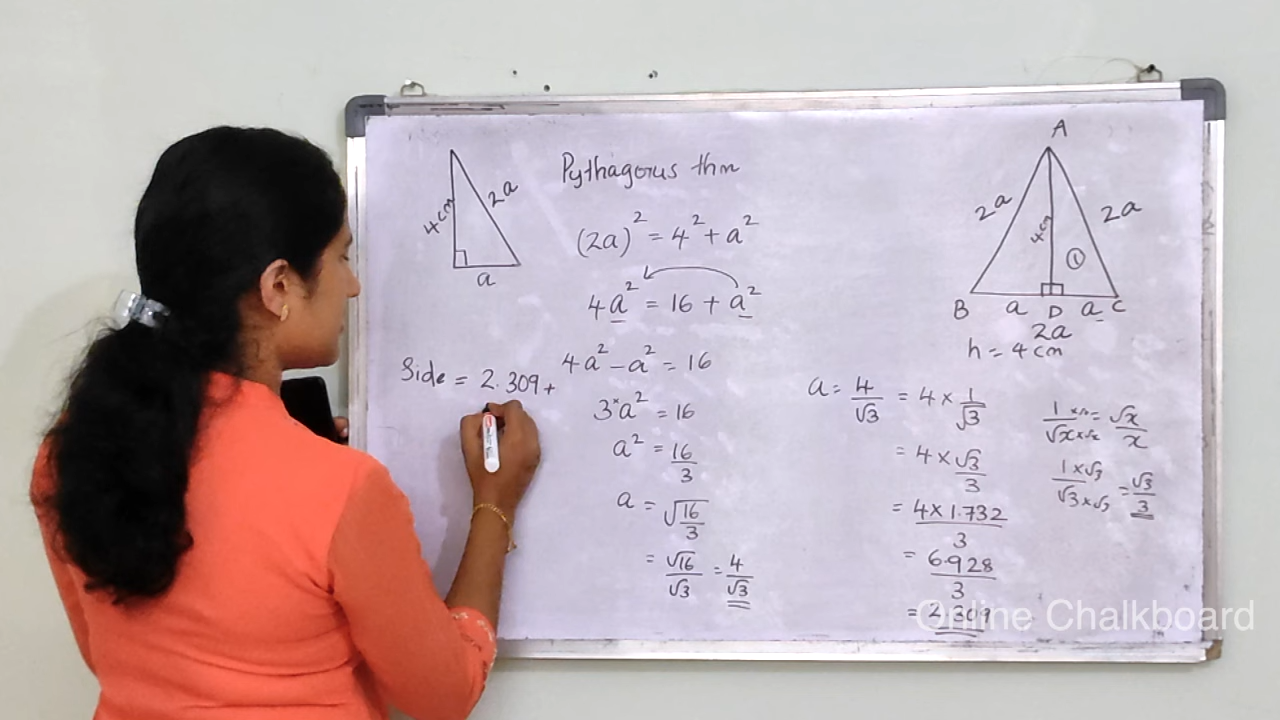 Pythagorus thm
4cm
2a
a
(2a)² = 4² + a²
4a² = 16 + a²
4a² – a² = 16
3ˣa² = 16
a² = 16/3
a = √16/3
= √16/√3 = 4/√3
Side = 2.309 +
A
2a
4cm
2a
①
B a D a C
2a
h = 4 cm
a = 4/√3 = 4 × 1/√3
= 4 × √3/3
= 4 × 1.732/3
= 6.928/3
= 2.309
1 ×√x/√x ×√x = √x/x
1 × √3/√3 × √3 = √3/3
Online Chalkboard